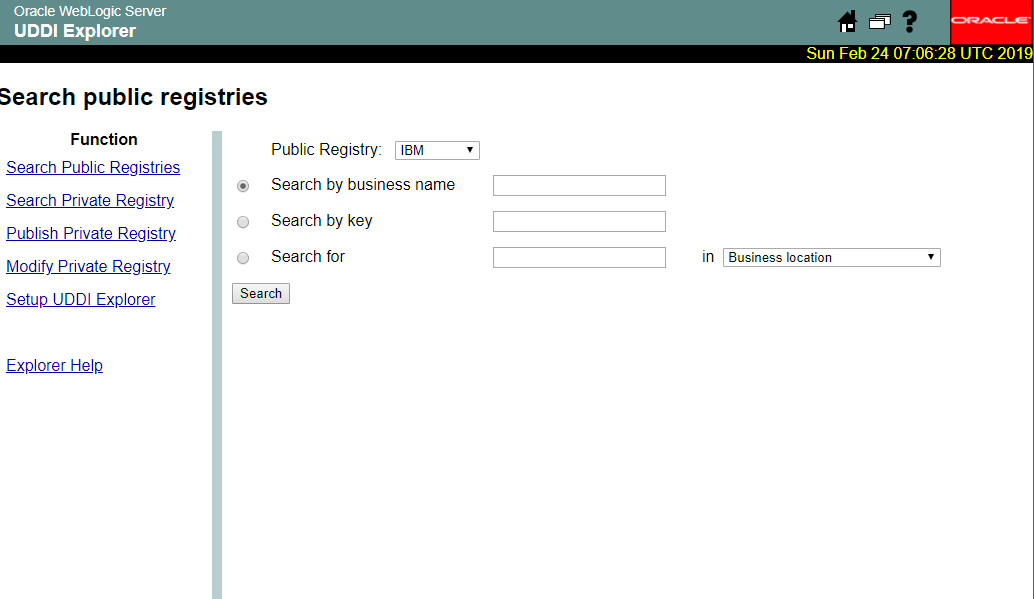 Oracle WebLogic Server
UDDI Explorer
?
ORACLE
Sun Feb 24 07:06:28 UTC 2019
Search public registries
Function
Search Public Registries
Search Private Registry
Publish Private Registry
Modify Private Registry
Setup UDDI Explorer
Explorer Help
Public Registry: IBM
Search by business name
Search by key
Search for in Business location
Search